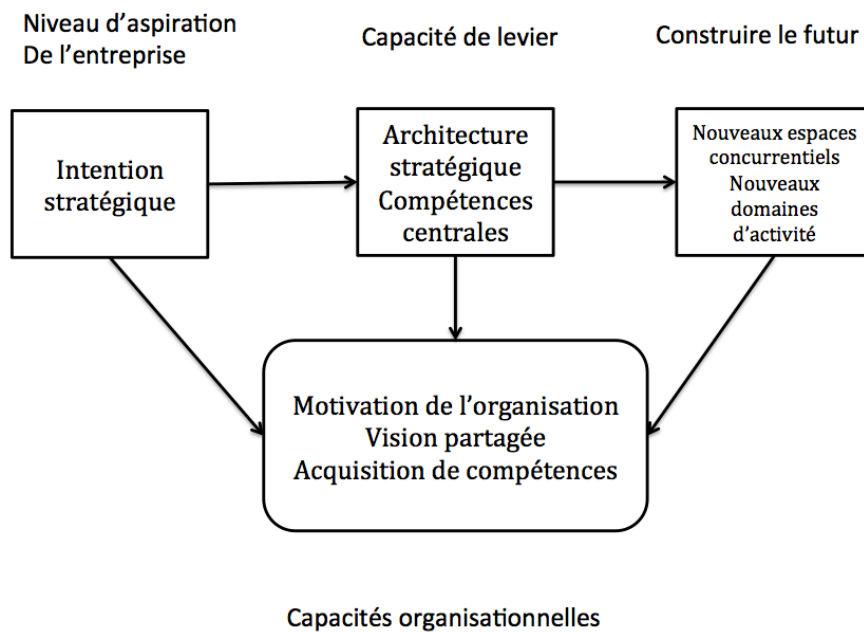 Niveau d’aspiration
De l’entreprise
Capacité de levier
Construire le futur
Intention
stratégique
Architecture
stratégique
Compétences
centrales
Nouveaux espaces
concurrentiels
Nouveaux
domaines
d’activité
Motivation de l’organisation
Vision partagée
Acquisition de compétences
Capacités organisationnelles